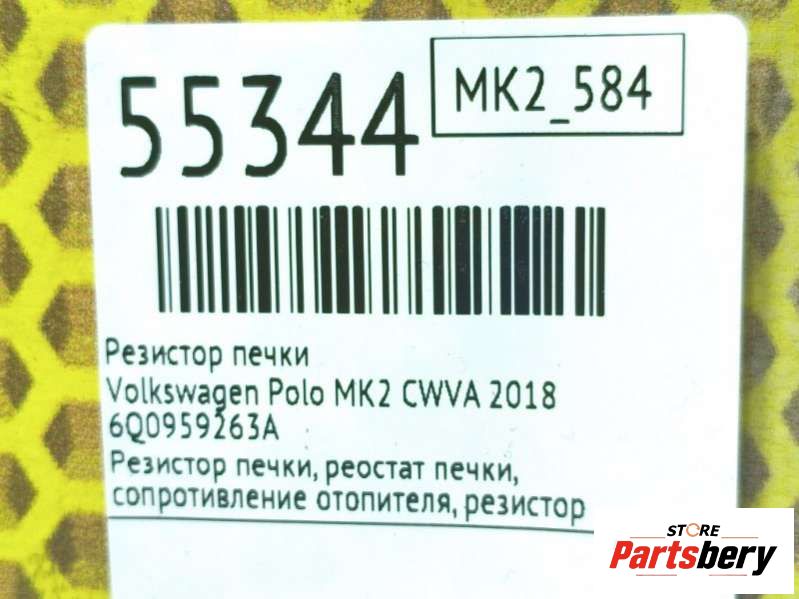 55344
MK2_584
Резистор печки
Volkswagen Polo MK2 CWVA 2018
6Q0959263A
Резистор печки, реостат печки,
сопротивление отопителя, резистор
STORE
Partsbery